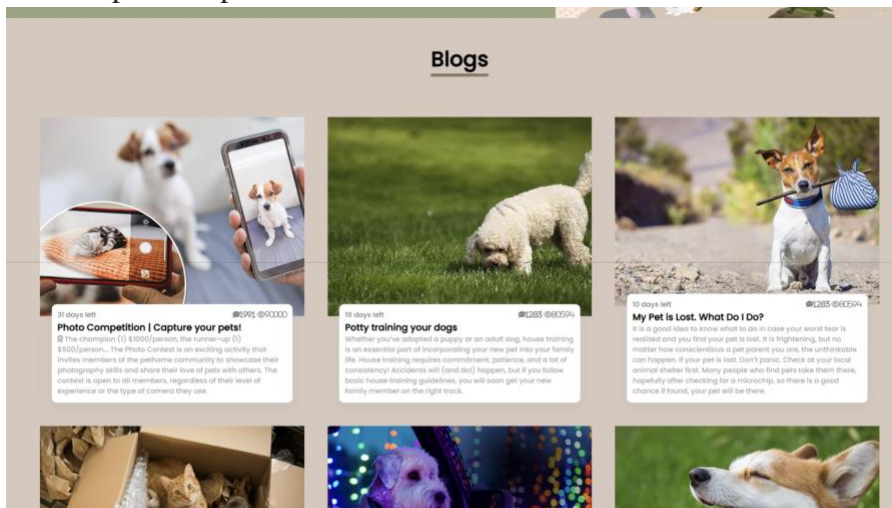 Blogs
31 days left
1991 90000
Photo Competition | Capture your pets!
The champion (1) $1000/person, the runner-up (1)
$500/person... The Photo Contest is an exciting activity that
invites members of the pethome community to showcase their
photography skills and share their love of pets with others. The
contest is open to all members, regardless of their level of
experience or the type of camera they use.
19 days left
1283 80594
Potty training your dogs
Whether you've adopted a puppy or an adult dog, house training
is an essential part of incorporating your new pet into your family
life. House training requires commitment, patience, and a lot of
consistency! Accidents will (and do!) happen, but if you follow
basic house training guidelines, you will soon get your new
family member on the right track.
10 days left
1283 80594
My Pet is Lost. What Do I Do?
It is a good idea to know what to do in case your worst fear is
realized and you find your pet is lost. It is frightening, but no
matter how conscientious a pet parent you are, the unthinkable
can happen. If your pet is lost. Don't panic. Check at your local
animal shelter first. Many people who find pets take them there,
hopefully after checking for a microchip, so there is a good
chance if found, your pet will be there.